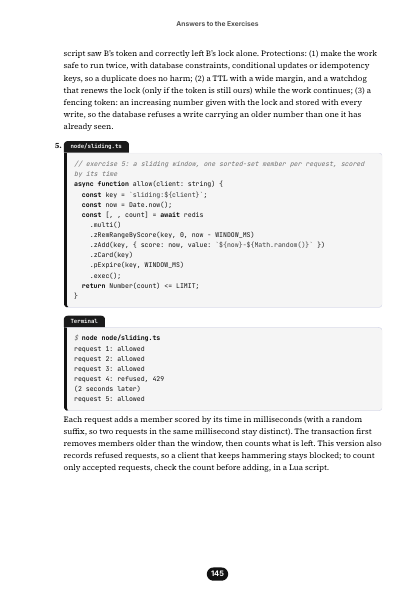 Answers to the Exercises
script saw B's token and correctly left B's lock alone. Protections: (1) make the work
safe to run twice, with database constraints, conditional updates or idempotency
keys, so a duplicate does no harm; (2) a TTL with a wide margin, and a watchdog
that renews the lock (only if the token is still ours) while the work continues; (3) a
fencing token: an increasing number given with the lock and stored with every
write, so the database refuses a write carrying an older number than one it has
already seen.
5. node/sliding.ts
// exercise 5: a sliding window, one sorted-set member per request, scored
by its time
async function allow(client: string) {
  const key = `sliding:${client}`;
  const now = Date.now();
  const [, , count] = await redis
    .multi()
    .zRemRangeByScore(key, 0, now - WINDOW_MS)
    .zAdd(key, { score: now, value: `${now}-${Math.random()}` })
    .zCard(key)
    .pExpire(key, WINDOW_MS)
    .exec();
  return Number(count) <= LIMIT;
}
Terminal
$ node node/sliding.ts
request 1: allowed
request 2: allowed
request 3: allowed
request 4: refused, 429
(2 seconds later)
request 5: allowed
Each request adds a member scored by its time in milliseconds (with a random
suffix, so two requests in the same millisecond stay distinct). The transaction first
removes members older than the window, then counts what is left. This version also
records refused requests, so a client that keeps hammering stays blocked; to count
only accepted requests, check the count before adding, in a Lua script.
145